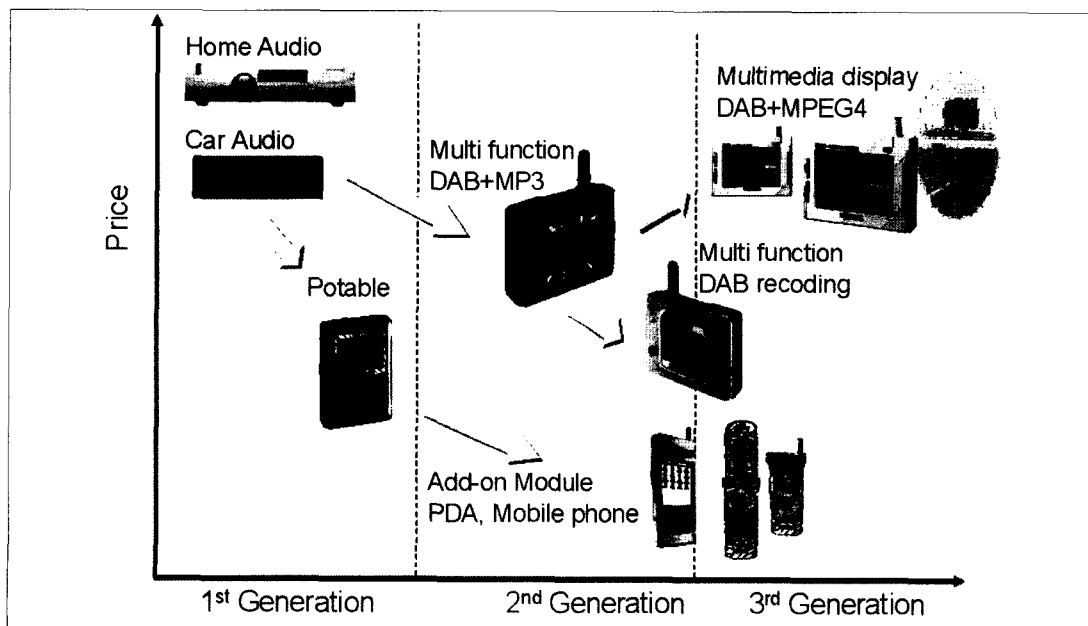 Home Audio
Car Audio
Potable
Multi function
DAB+MP3
Multimedia display
DAB+MPEG4
Multi function
DAB recoding
Add-on Module
PDA, Mobile phone
Price
1st Generation
2nd Generation
3rd Generation